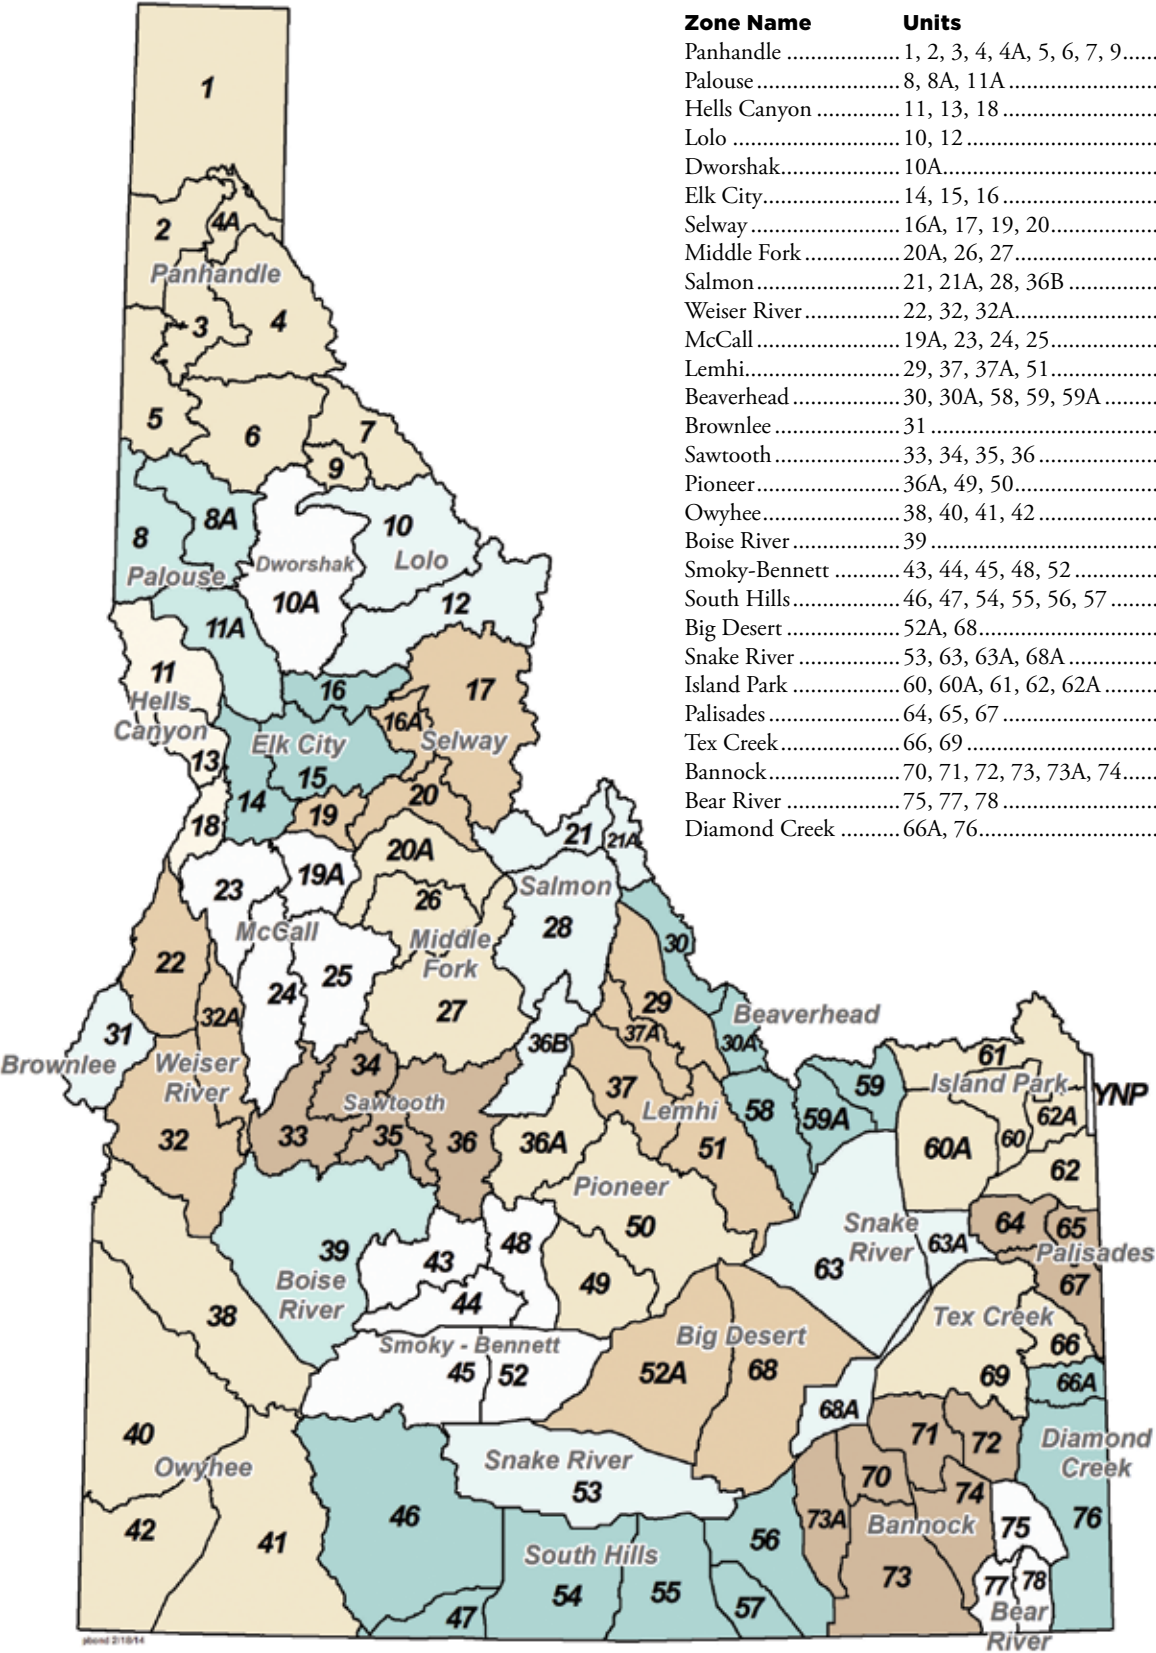 Zone Name Units
Panhandle .................... 1, 2, 3, 4, 4A, 5, 6, 7, 9......
Palouse ......................... 8, 8A, 11A ..........................
Hells Canyon ............... 11, 13, 18 ...........................
Lolo .............................. 10, 12 .................................
Dworshak..................... 10A.....................................
Elk City........................ 14, 15, 16 ...........................
Selway .......................... 16A, 17, 19, 20...................
Middle Fork ................. 20A, 26, 27.........................
Salmon.......................... 21, 21A, 28, 36B ...............
Weiser River ................. 22, 32, 32A.........................
McCall .......................... 19A, 23, 24, 25...................
Lemhi........................... 29, 37, 37A, 51...................
Beaverhead ................... 30, 30A, 58, 59, 59A .........
Brownlee ...................... 31 ........................................
Sawtooth ...................... 33, 34, 35, 36 .....................
Pioneer.......................... 36A, 49, 50.........................
Owyhee........................ 38, 40, 41, 42 .....................
Boise River ................... 39 ........................................
Smoky-Bennett ............ 43, 44, 45, 48, 52 ..............
South Hills................... 46, 47, 54, 55, 56, 57 ........
Big Desert .................... 52A, 68...............................
Snake River .................. 53, 63, 63A, 68A ...............
Island Park ................... 60, 60A, 61, 62, 62A .........
Palisades ....................... 64, 65, 67 ...........................
Tex Creek..................... 66, 69 .................................
Bannock....................... 70, 71, 72, 73, 73A, 74......
Bear River .................... 75, 77, 78 ...........................
Diamond Creek .......... 66A, 76...............................
1
2
4A
Panhandle
3
4
5
6
7
9
8
8A
10
Dworshak
Lolo
Palouse
10A
12
11A
11
Hells
Canyon
16
17
16A
Elk City
Selway
13
15
14
20
19
18
21
21A
20A
19A
23
Salmon
26
28
McCall
Middle
Fork
30
22
25
24
27
29
32A
Beaverhead
31
37A
36B
30A
61
Brownlee
Weiser
River
34
37
59
Island Park
YNP
Sawtooth
Lemhi
58
59A
62A
32
33
35
36
36A
51
60A
60
62
Pioneer
50
Snake
River
64
65
39
48
63A
Palisades
43
63
Boise
River
49
67
44
38
Tex Creek
Smoky - Bennett
Big Desert
66
45
52
52A
68
69
66A
68A
40
71
72
Diamond
Creek
Owyhee
Snake River
70
53
74
46
76
42
73A
Bannock
75
41
56
South Hills
73
54
55
57
77
78
47
Bear
River
pbond 2/18/14